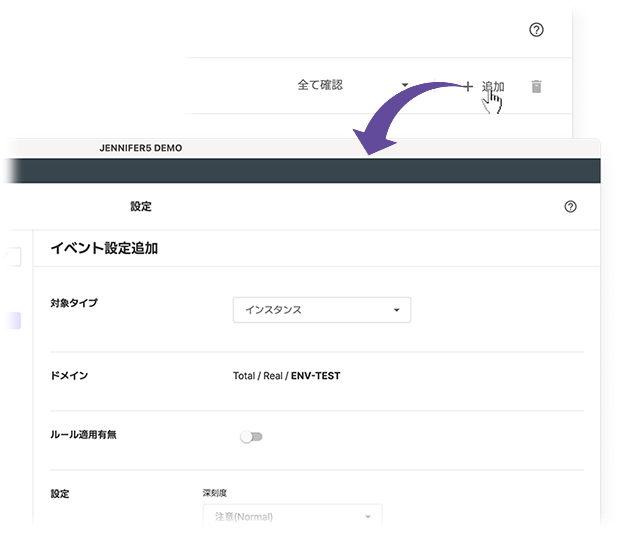 全て確認
+ 追加
JENNIFER5 DEMO
設定
イベント設定追加
対象タイプ
インスタンス
ドメイン
Total / Real / ENV-TEST
ルール適用有無
設定
深刻度
注意(Normal)